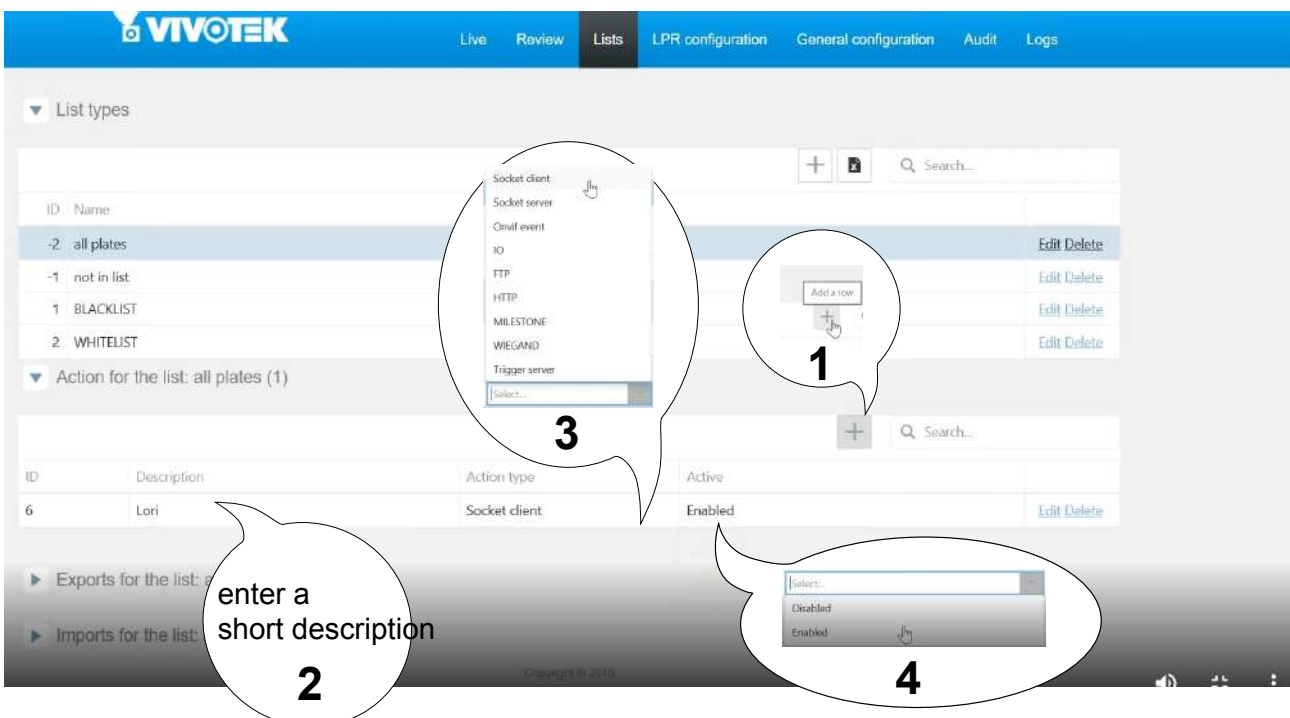 VIVOTEK Live Review Lists LPR configuration General configuration Audit Logs
List types
Search...
ID Name
-2 all plates Edit Delete
-1 not in list Edit Delete
1 BLACKLIST Edit Delete
2 WHITELIST Edit Delete
Socket client
Socket server
Onvif event
IO
FTP
HTTP
MILESTONE
WIEGAND
Trigger server
Select...
3
Add a row
1
Action for the list: all plates (1)
Search...
ID Description Action type Active
6 Lori Socket client Enabled Edit Delete
Exports for the list:
Imports for the list:
enter a
short description
2
Select...
Disabled
Enabled
4
Copyright © 2019